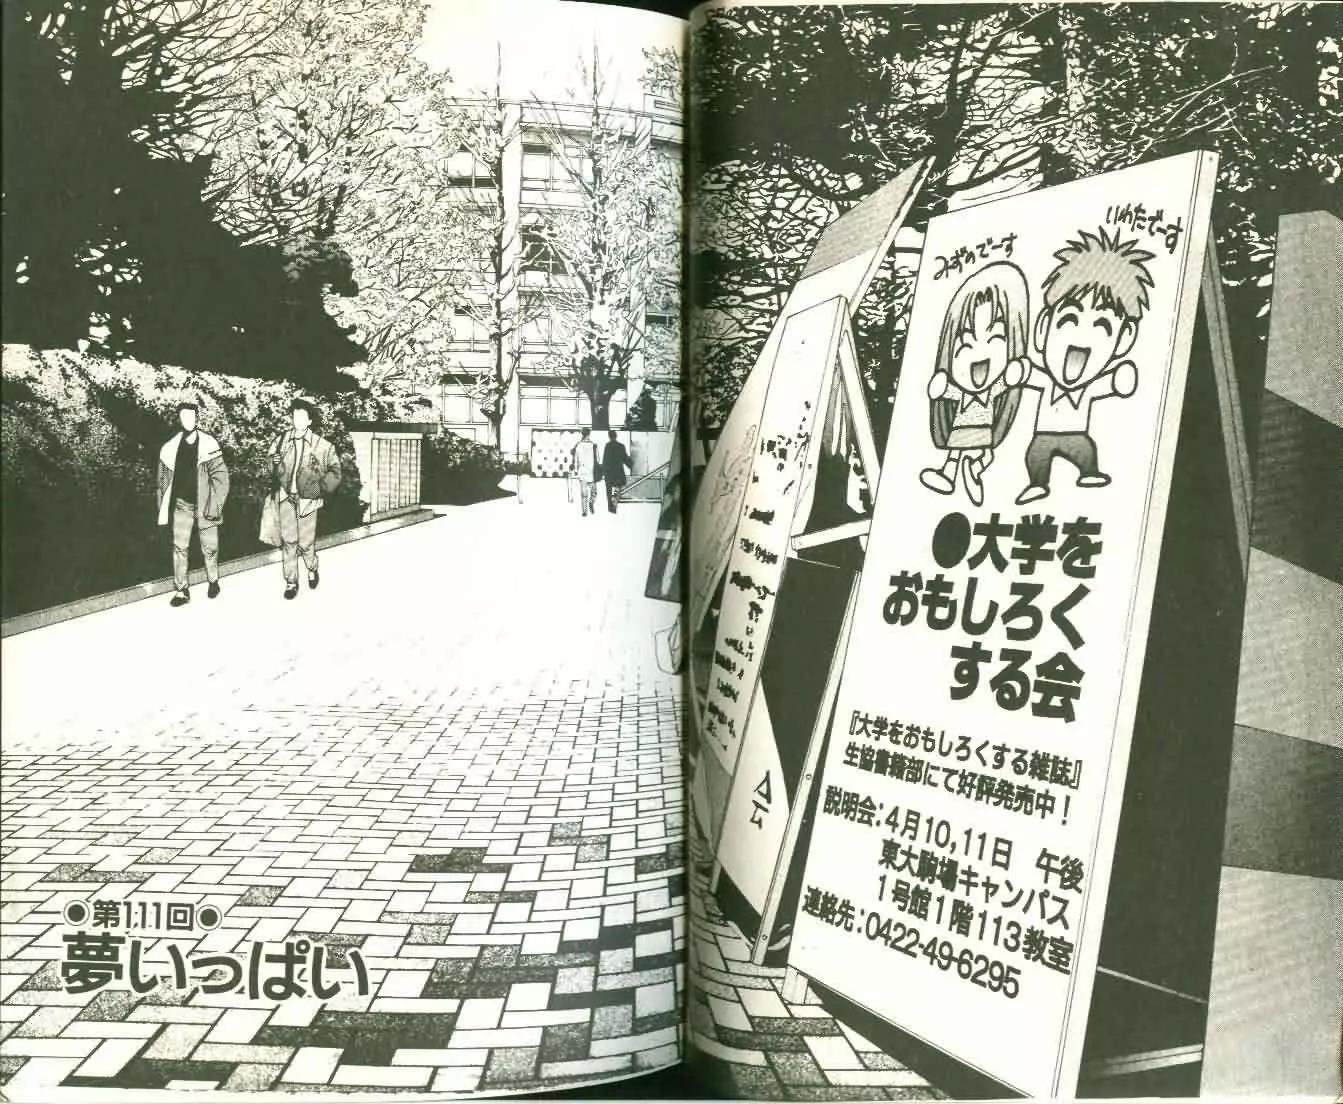 いわたでーす
みずのでーす
●大学を
おもしろく
する会
『大学をおもしろくする雑誌』
生協書籍部にて好評発売中！
説明会：4月10,11日 午後
東大駒場キャンパス
1号館1階113教室
連絡先：0422-49-6295
●第111回●
夢いっぱい